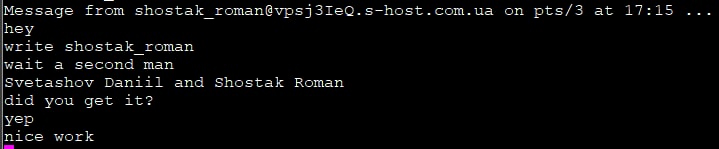 Message from shostak_roman@vpsj3IeQ.s-host.com.ua on pts/3 at 17:15 ...
hey
write shostak_roman
wait a second man
Svetashov Daniil and Shostak Roman
did you get it?
yep
nice work